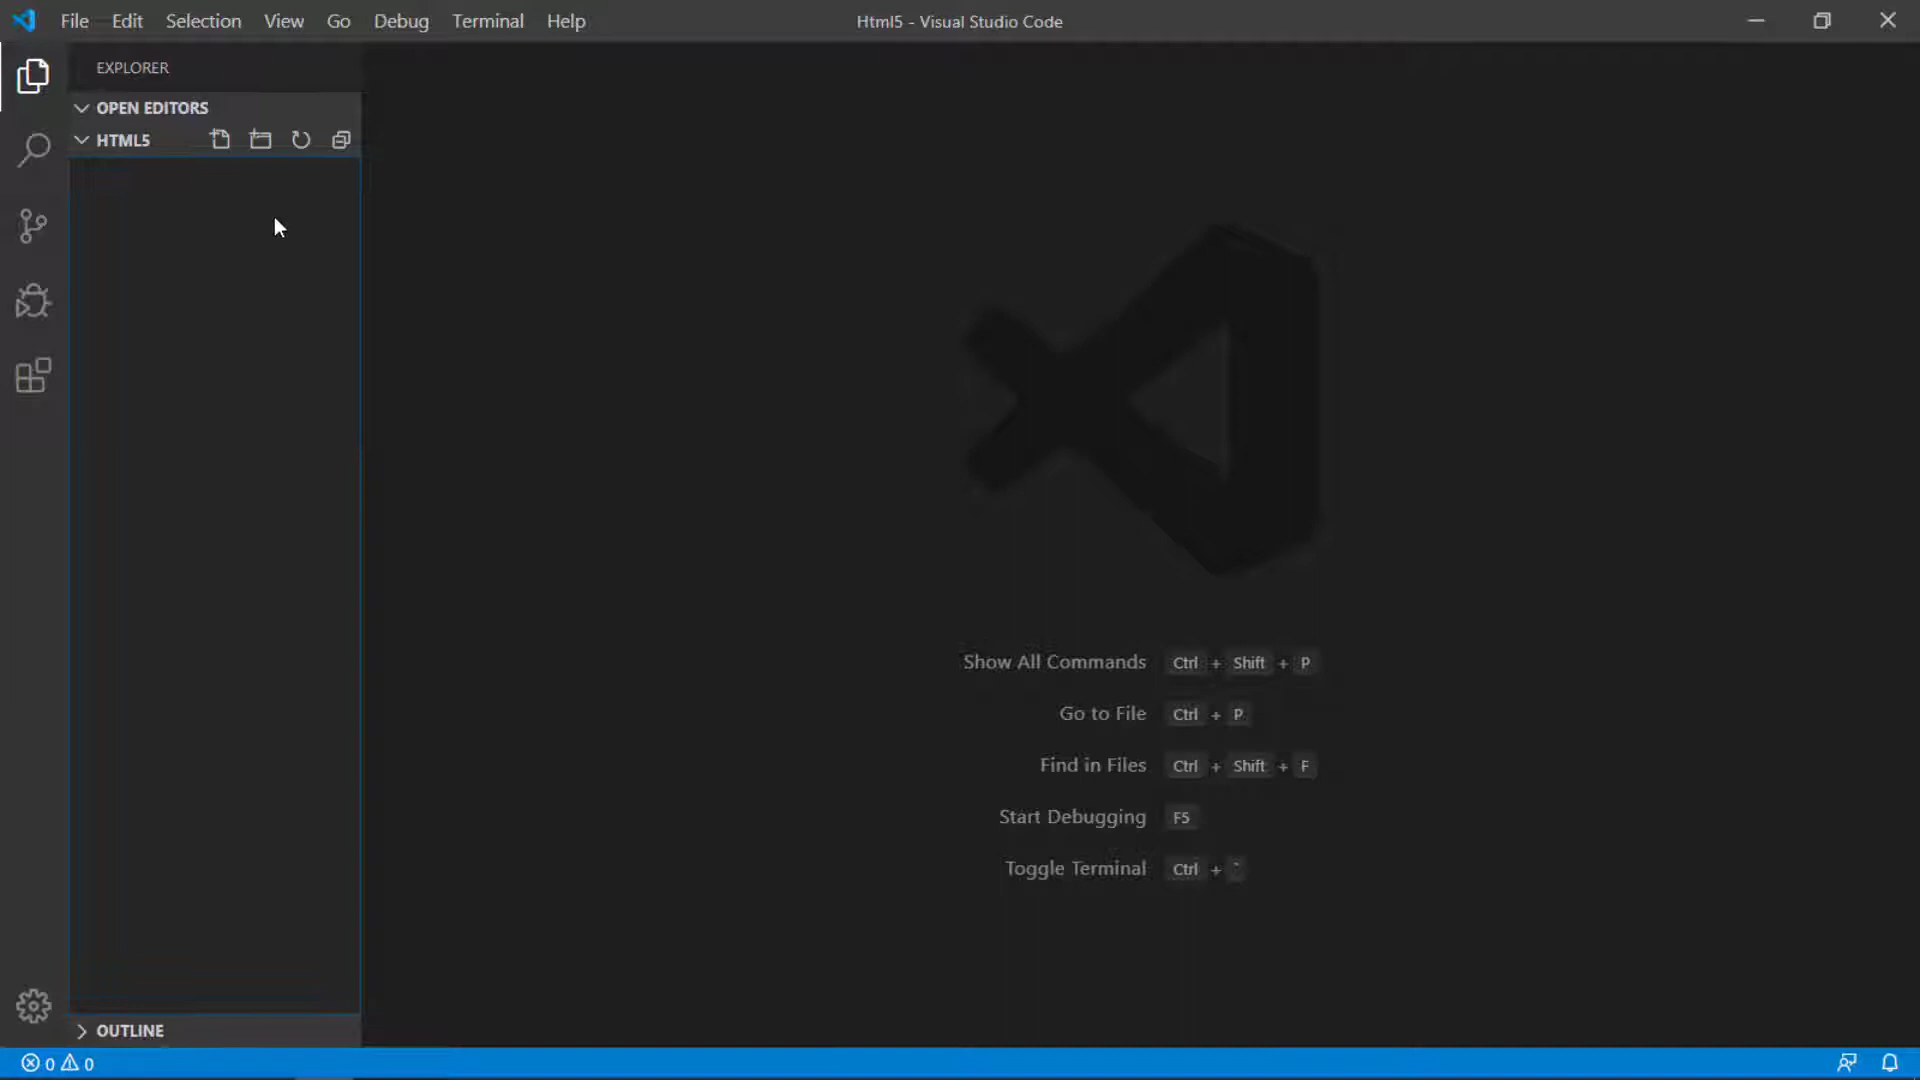 File Edit Selection View Go Debug Terminal Help
Html5 - Visual Studio Code
EXPLORER
OPEN EDITORS
HTML5
Show All Commands Ctrl + Shift + P
Go to File Ctrl + P
Find in Files Ctrl + Shift + F
Start Debugging F5
Toggle Terminal Ctrl + `
OUTLINE
0 0